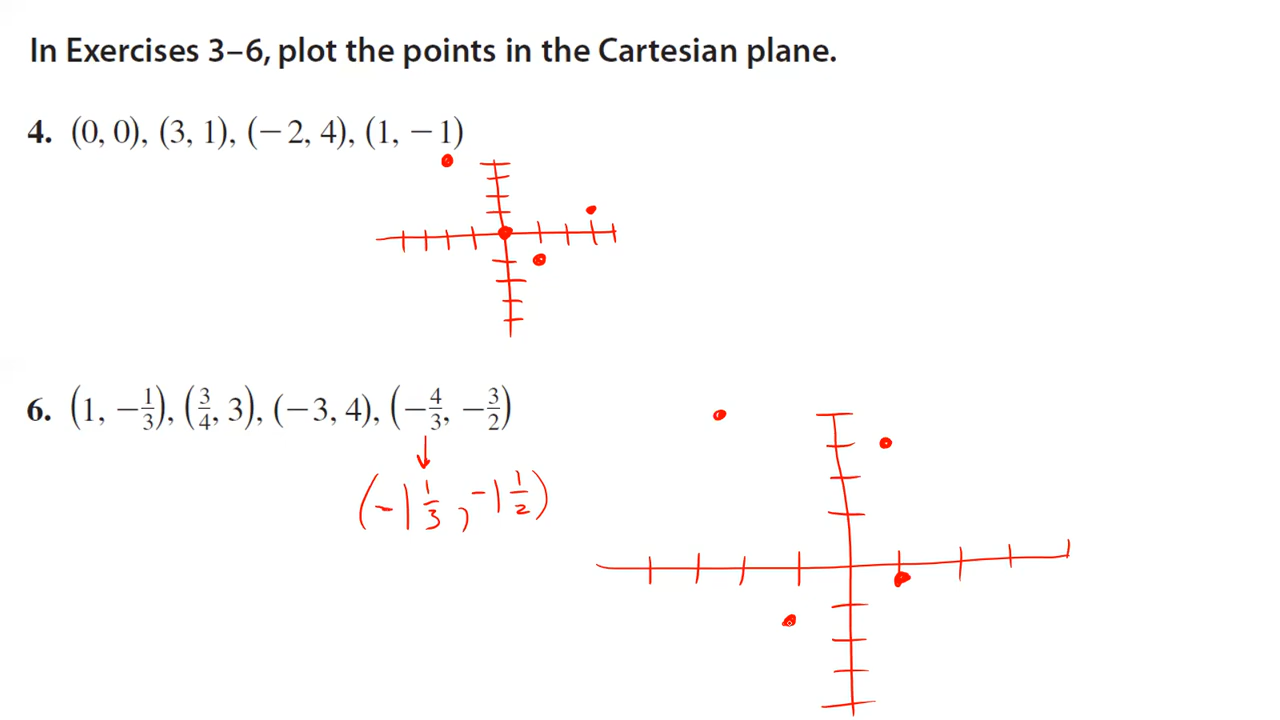 In Exercises 3–6, plot the points in the Cartesian plane.
4. (0, 0), (3, 1), (−2, 4), (1, −1)
6. (1, −1/3), (3/4, 3), (−3, 4), (−4/3, −3/2)
(−1 1/3, −1 1/2)